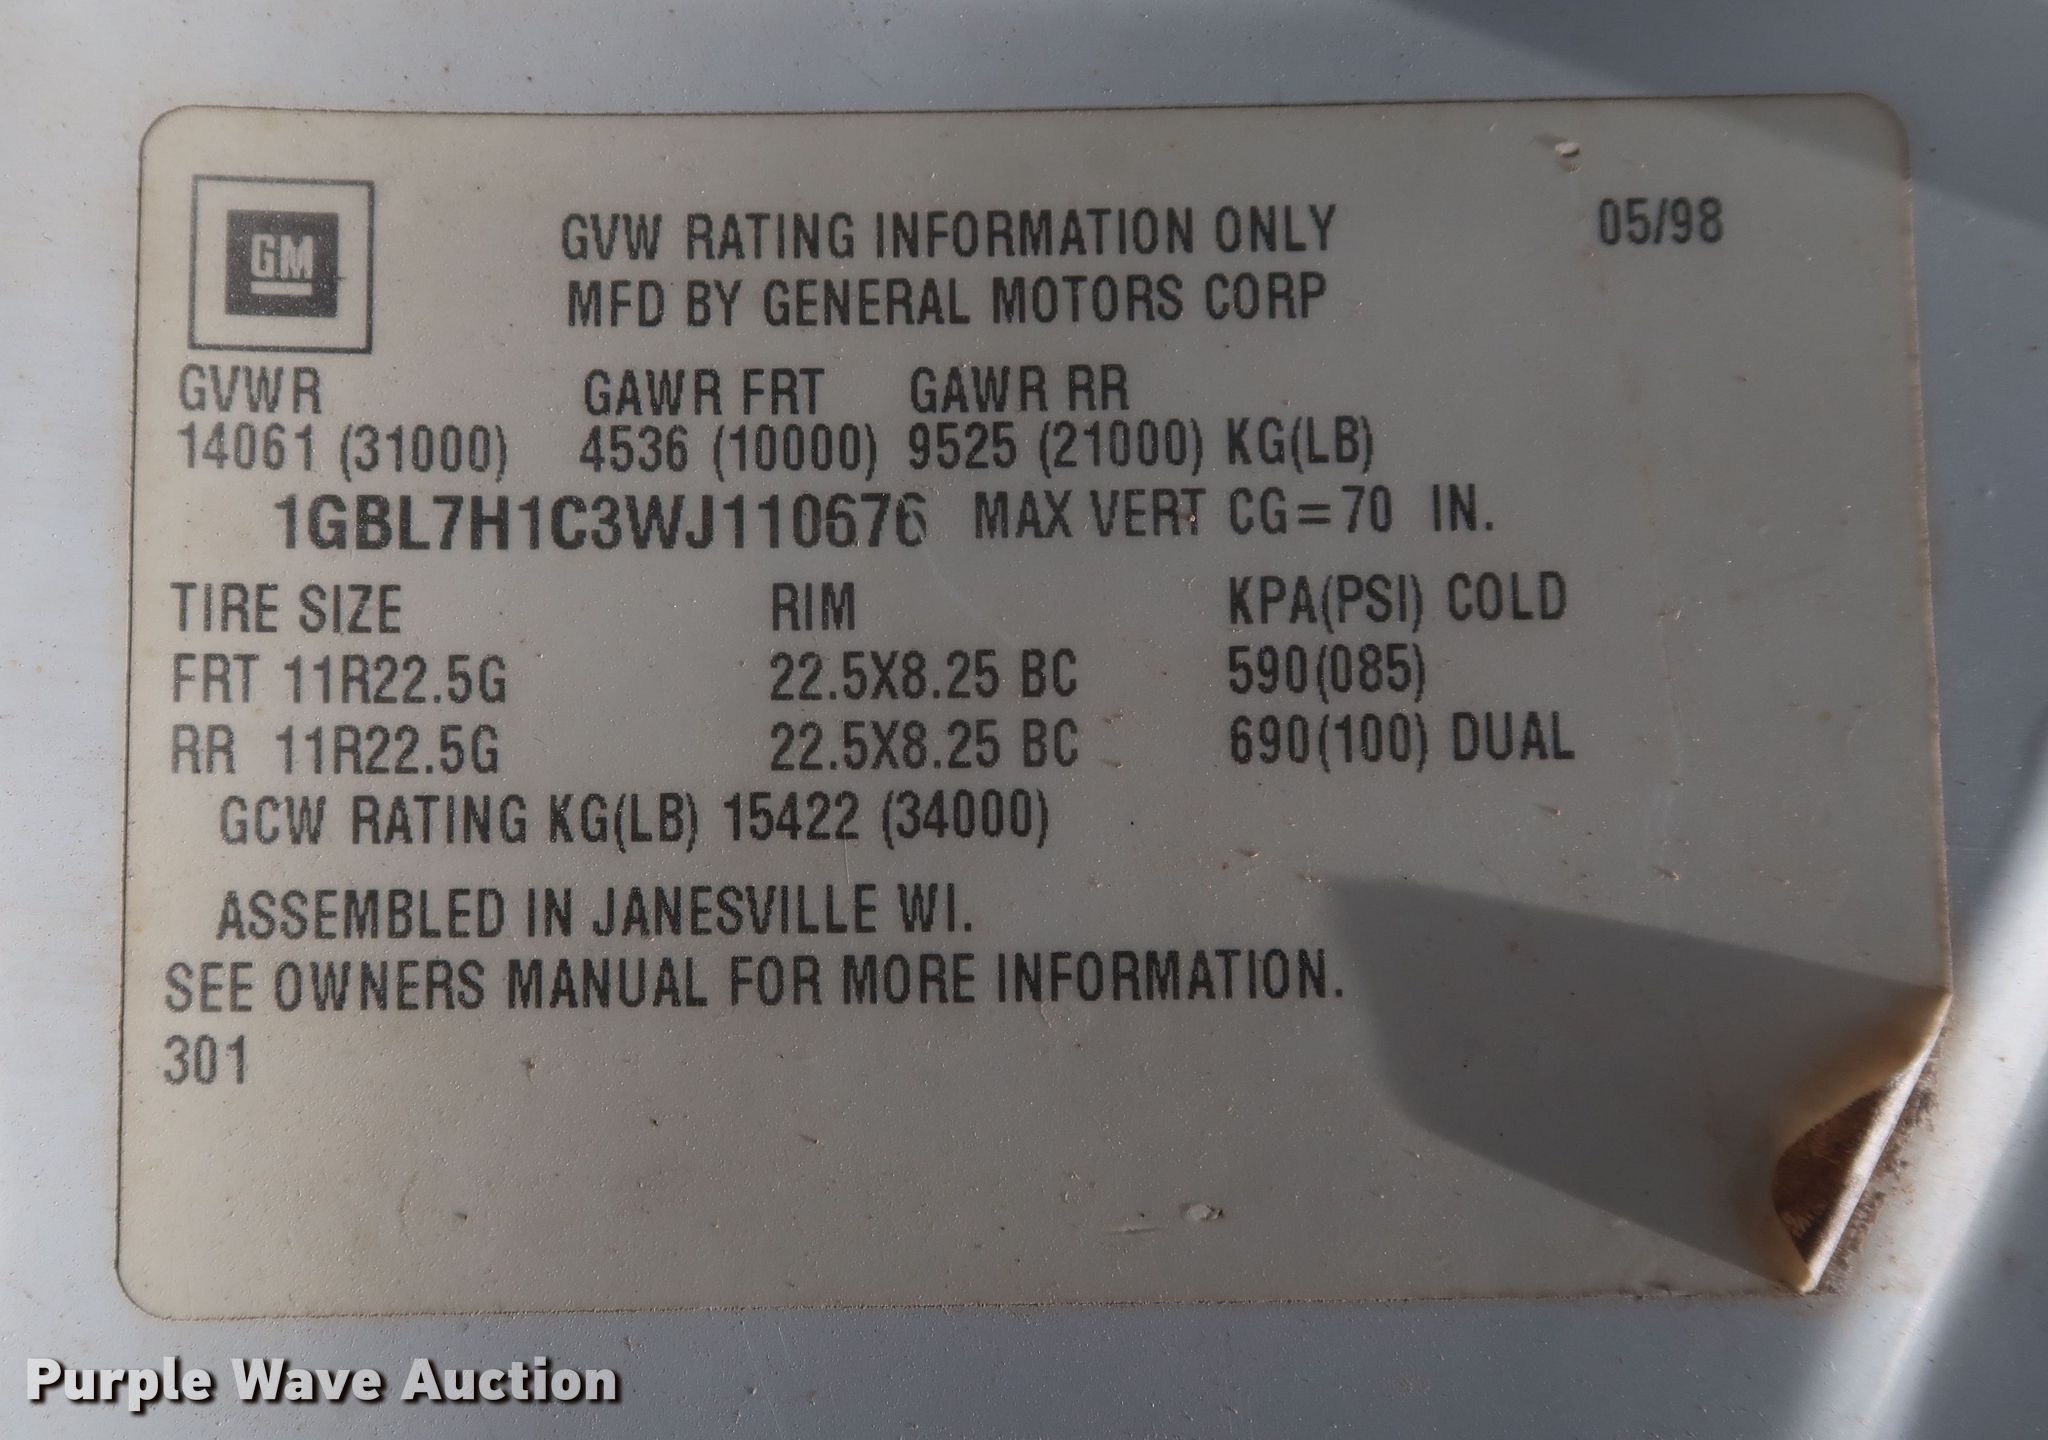 GM
GVW RATING INFORMATION ONLY 05/98
MFD BY GENERAL MOTORS CORP
GVWR GAWR FRT GAWR RR
14061 (31000) 4536 (10000) 9525 (21000) KG(LB)
1GBL7H1C3WJ110676 MAX VERT CG=70 IN.
TIRE SIZE RIM KPA(PSI) COLD
FRT 11R22.5G 22.5X8.25 BC 590(085)
RR 11R22.5G 22.5X8.25 BC 690(100) DUAL
GCW RATING KG(LB) 15422 (34000)
ASSEMBLED IN JANESVILLE WI.
SEE OWNERS MANUAL FOR MORE INFORMATION.
301
Purple Wave Auction